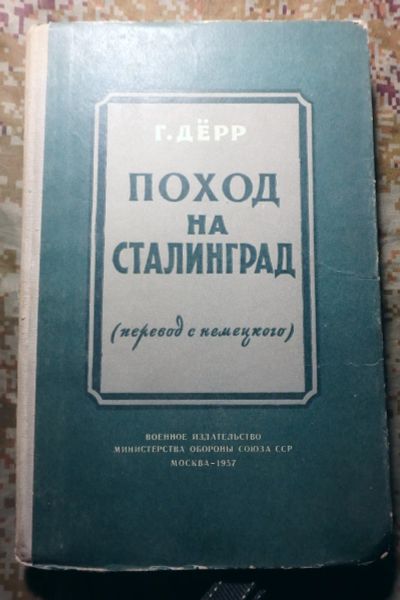 Г. ДЁРР
ПОХОД
НА
СТАЛИНГРАД
(перевод с немецкого)
ВОЕННОЕ ИЗДАТЕЛЬСТВО
МИНИСТЕРСТВА ОБОРОНЫ СОЮЗА ССР
МОСКВА–1957